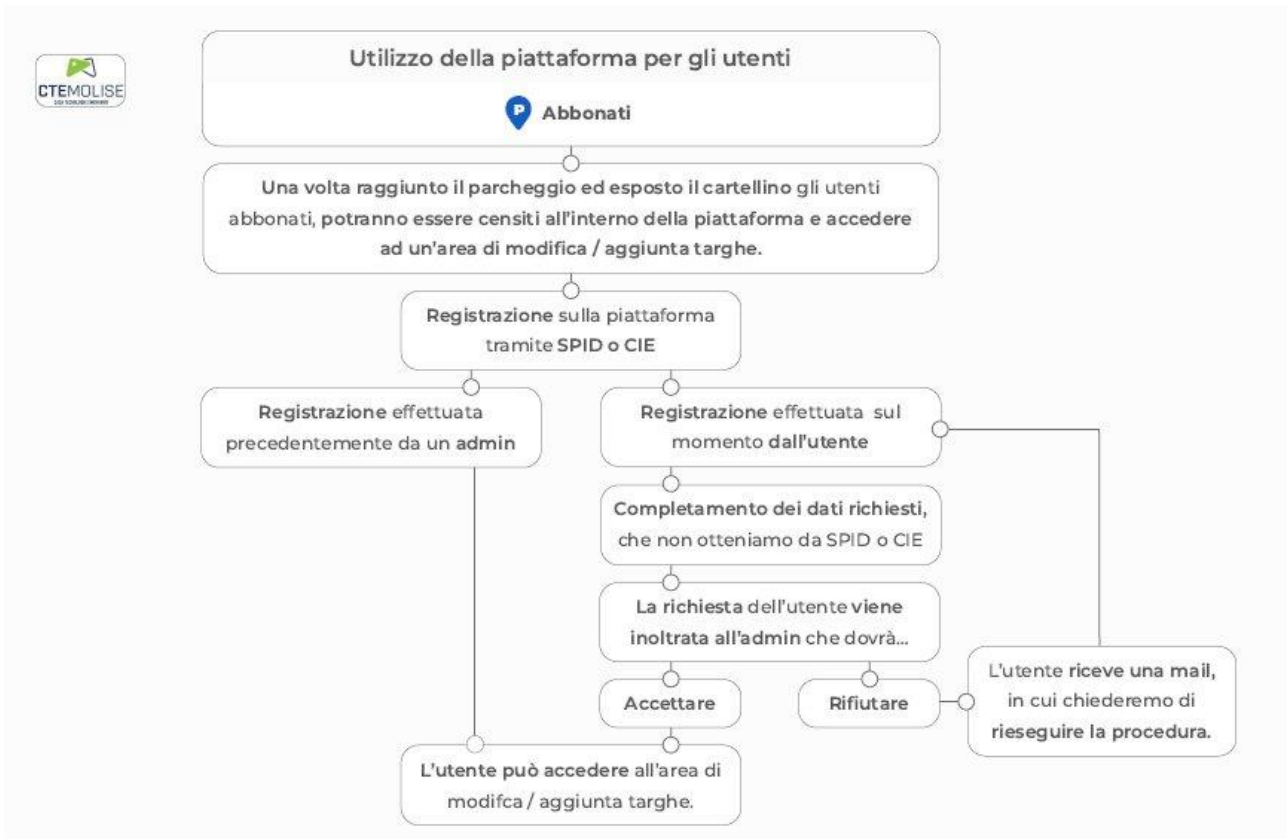 CTEMOLISE
Utilizzo della piattaforma per gli utenti
P
Abbonati
Una volta raggiunto il parcheggio ed esposto il cartellino gli utenti
abbonati, potranno essere censiti all'interno della piattaforma e accedere
ad un'area di modifica / aggiunta targhe.
Registrazione sulla piattaforma
tramite SPID o CIE
Registrazione effettuata
precedentemente da un admin
Registrazione effettuata sul
momento dall'utente
Completamento dei dati richiesti,
che non otteniamo da SPID o CIE
La richiesta dell'utente viene
inoltrata all'admin che dovrà...
Accettare
Rifiutare
L'utente riceve una mail,
in cui chiederemo di
rieseguire la procedura.
L'utente può accedere all'area di
modifca / aggiunta targhe.